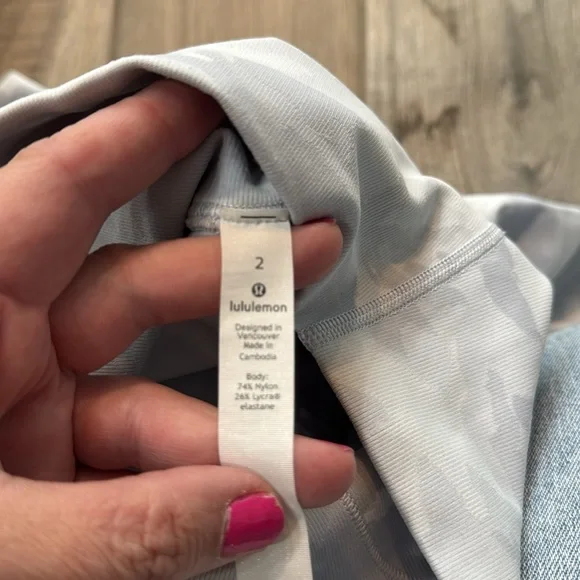 2
lululemon
Designed in
Vancouver
Made in
Cambodia
Body:
74% Nylon
26% Lycra®
elastane